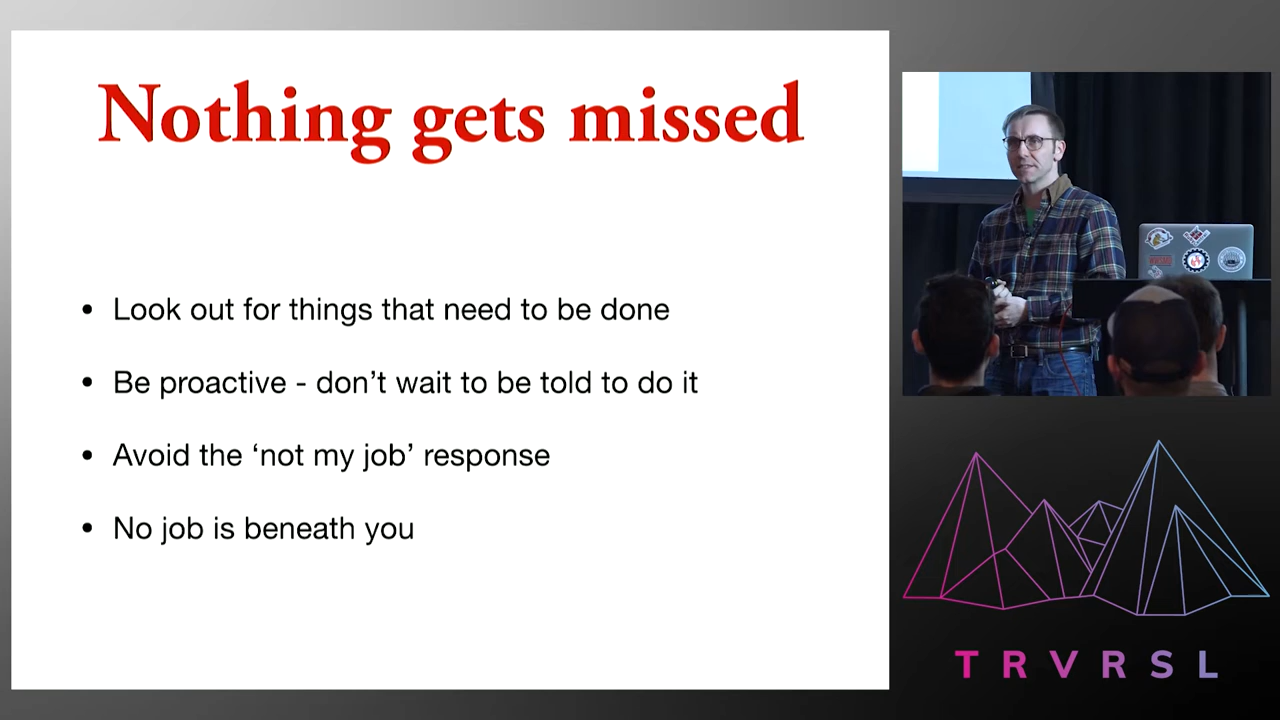 Nothing gets missed
• Look out for things that need to be done
• Be proactive - don’t wait to be told to do it
• Avoid the ‘not my job’ response
• No job is beneath you
TRVRSL